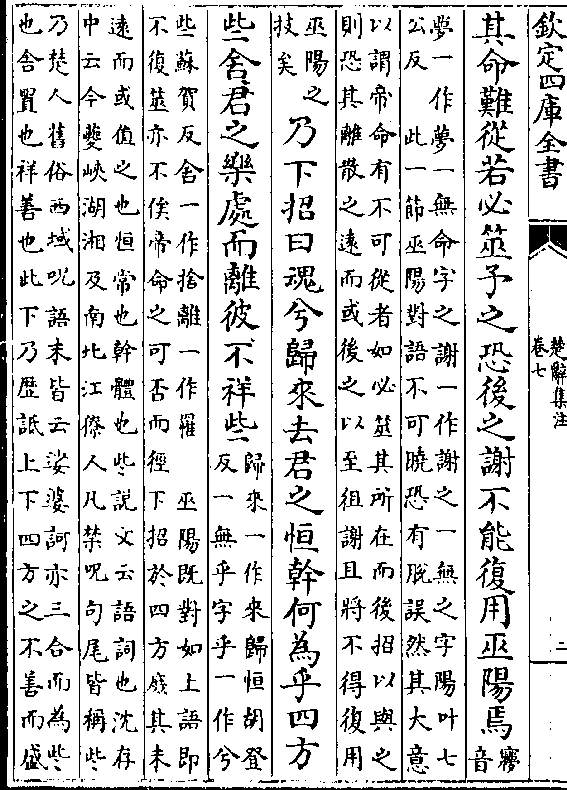 欽定四庫全書
楚辭集注
卷七
二
其命難從若必筮予之恐後之謝不能復用巫陽焉
䆿音
夢一作夢一無命字之謝一作謝之一無之字陽叶七
公反 此一節巫陽對語不可曉恐有脫誤然其大意
以謂帝命有不可從者如必筮其所在而後招以與之
則恐其離散之遠而或後之以至徂謝且將不得復用
巫陽之
技矣
乃下招曰魂兮歸來去君之恒幹何為乎四方
些舍君之樂處而離彼不祥些
歸來一作來歸恒胡登
反一無乎字乎一作兮
些蘇賀反舍一作捨離一作罹 巫陽既對如上語即
不復筮亦不俟帝命之可否而徑下招於四方庶其未
遠而或值之也恒常也幹體也些説文云語詞也沈存
中云今夔峽湖湘及南北江僚人凡禁呪句尾皆稱些
乃楚人舊俗西域呪語末皆云娑婆訶亦三合而為些
也舍置也祥善也此下乃歴詆上下四方之不善而盛